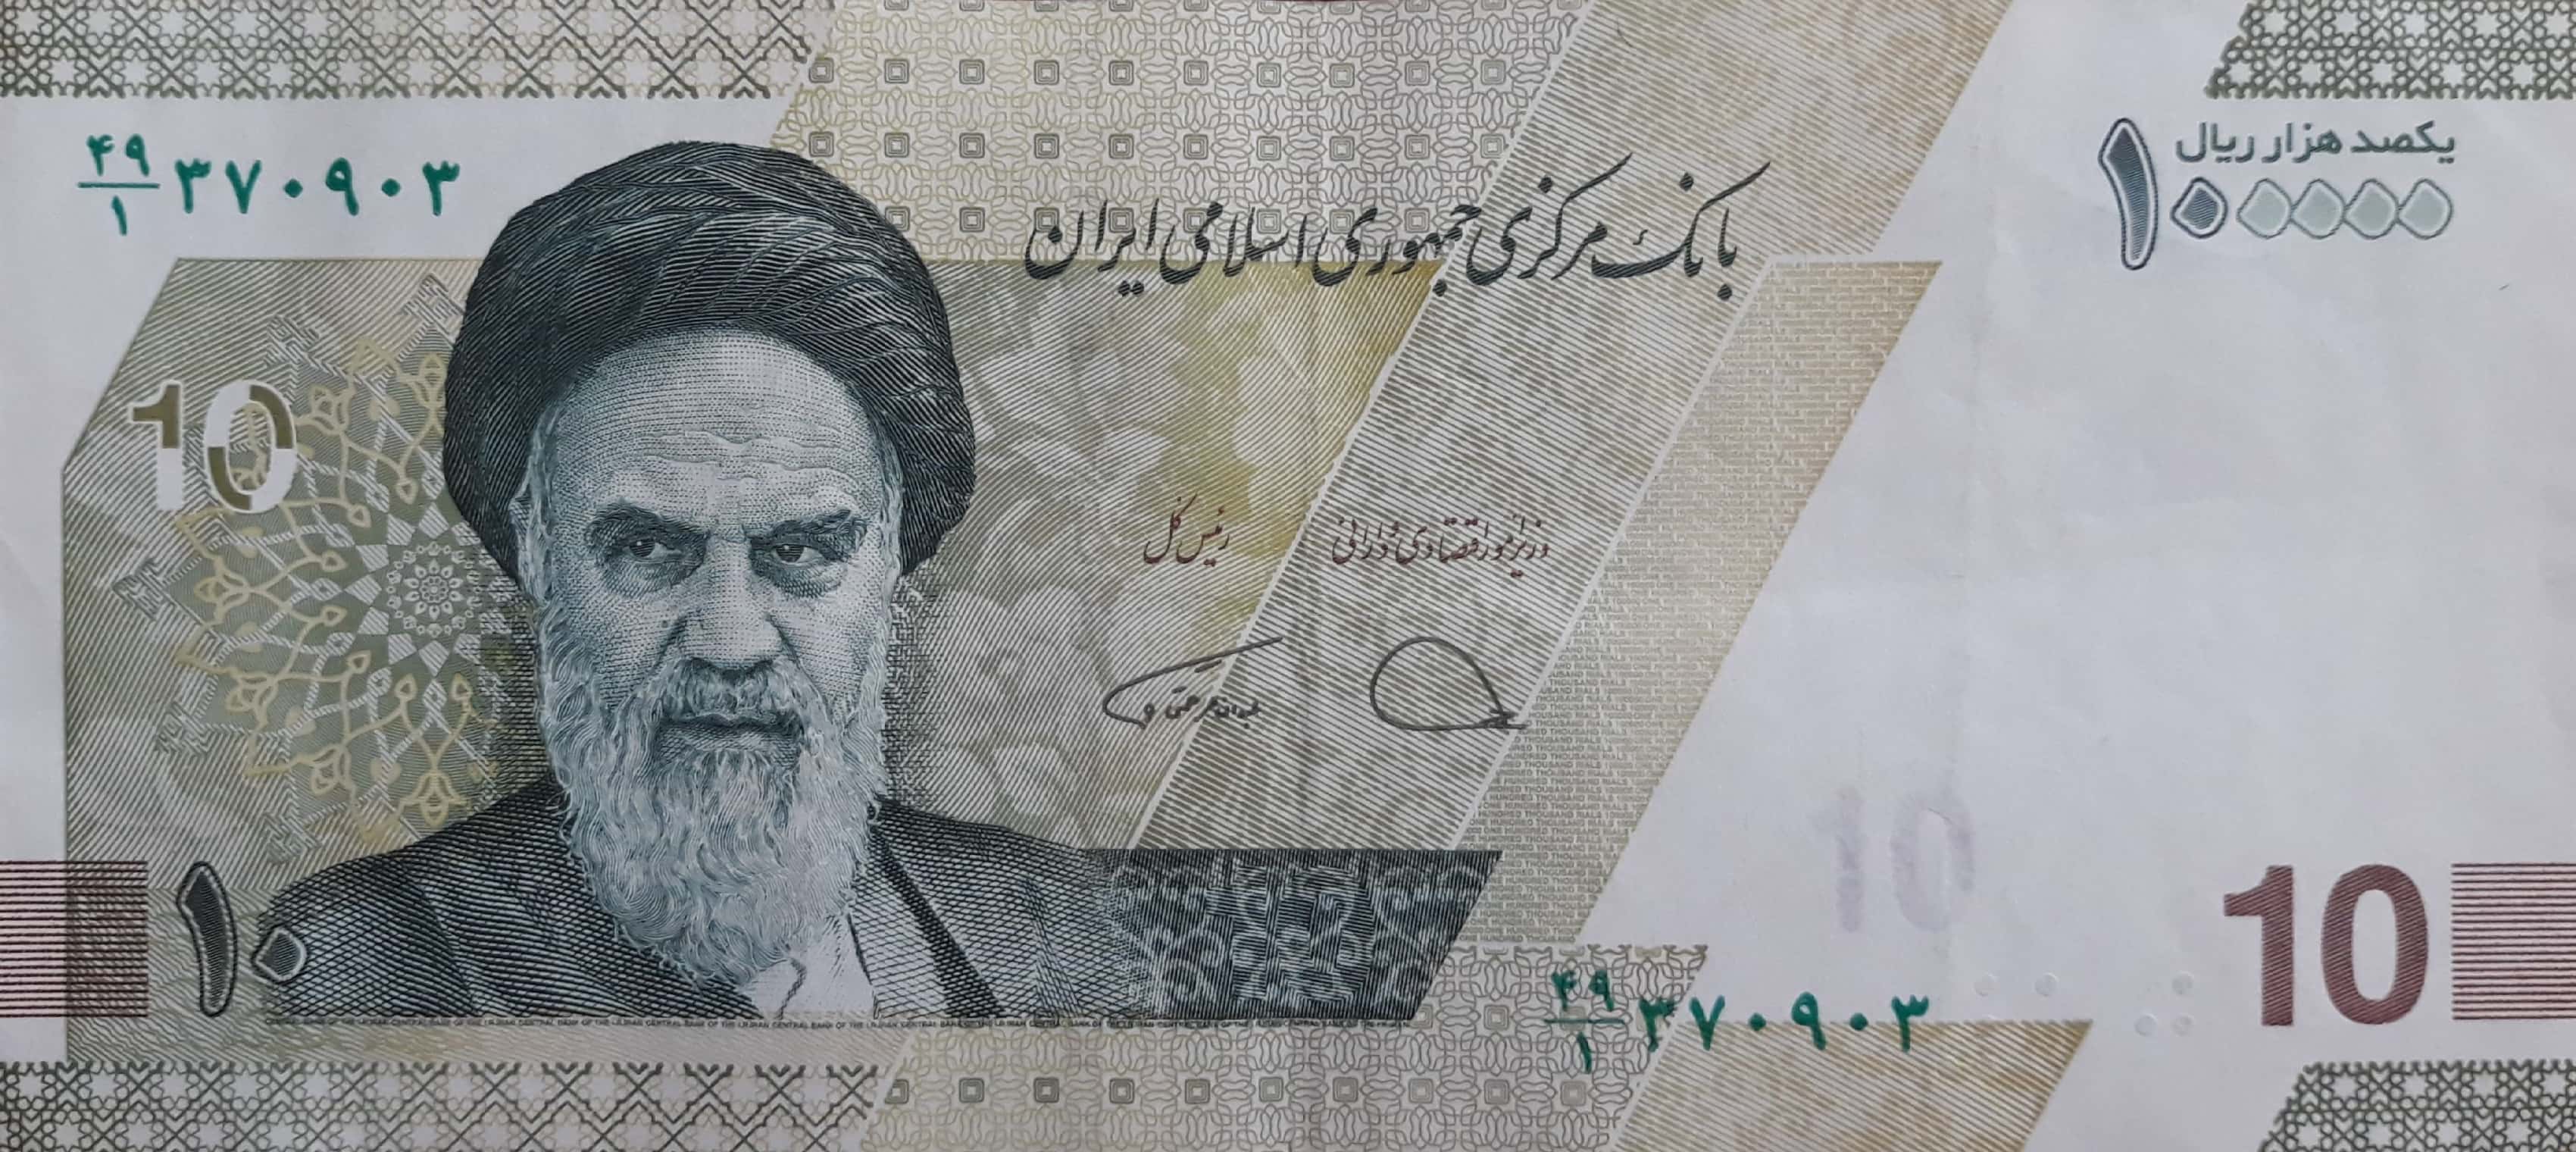 یکصد هزار ریال
۱۰۰۰۰۰
۴۹/۱ ۳۷۰۹۰۳
بانک مرکزی جمهوری اسلامی ایران
10
وزیر امور اقتصادی و دارائی
رئیس کل
10
۱۰
10
۴۹/۱ ۳۷۰۹۰۳